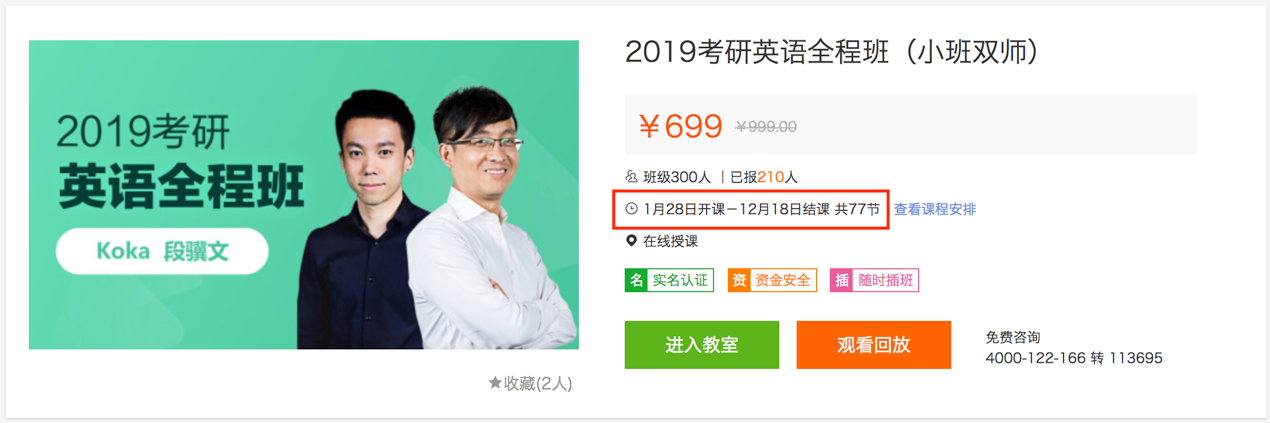 2019考研英语全程班（小班双师）
2019考研
英语全程班
Koka 段骥文
￥699 ￥999.00
班级300人 | 已报210人
1月28日开课－12月18日结课 共77节 查看课程安排
在线授课
名 实名认证 资 资金安全 插 随时插班
进入教室 观看回放
免费咨询
4000-122-166 转 113695
收藏(2人)